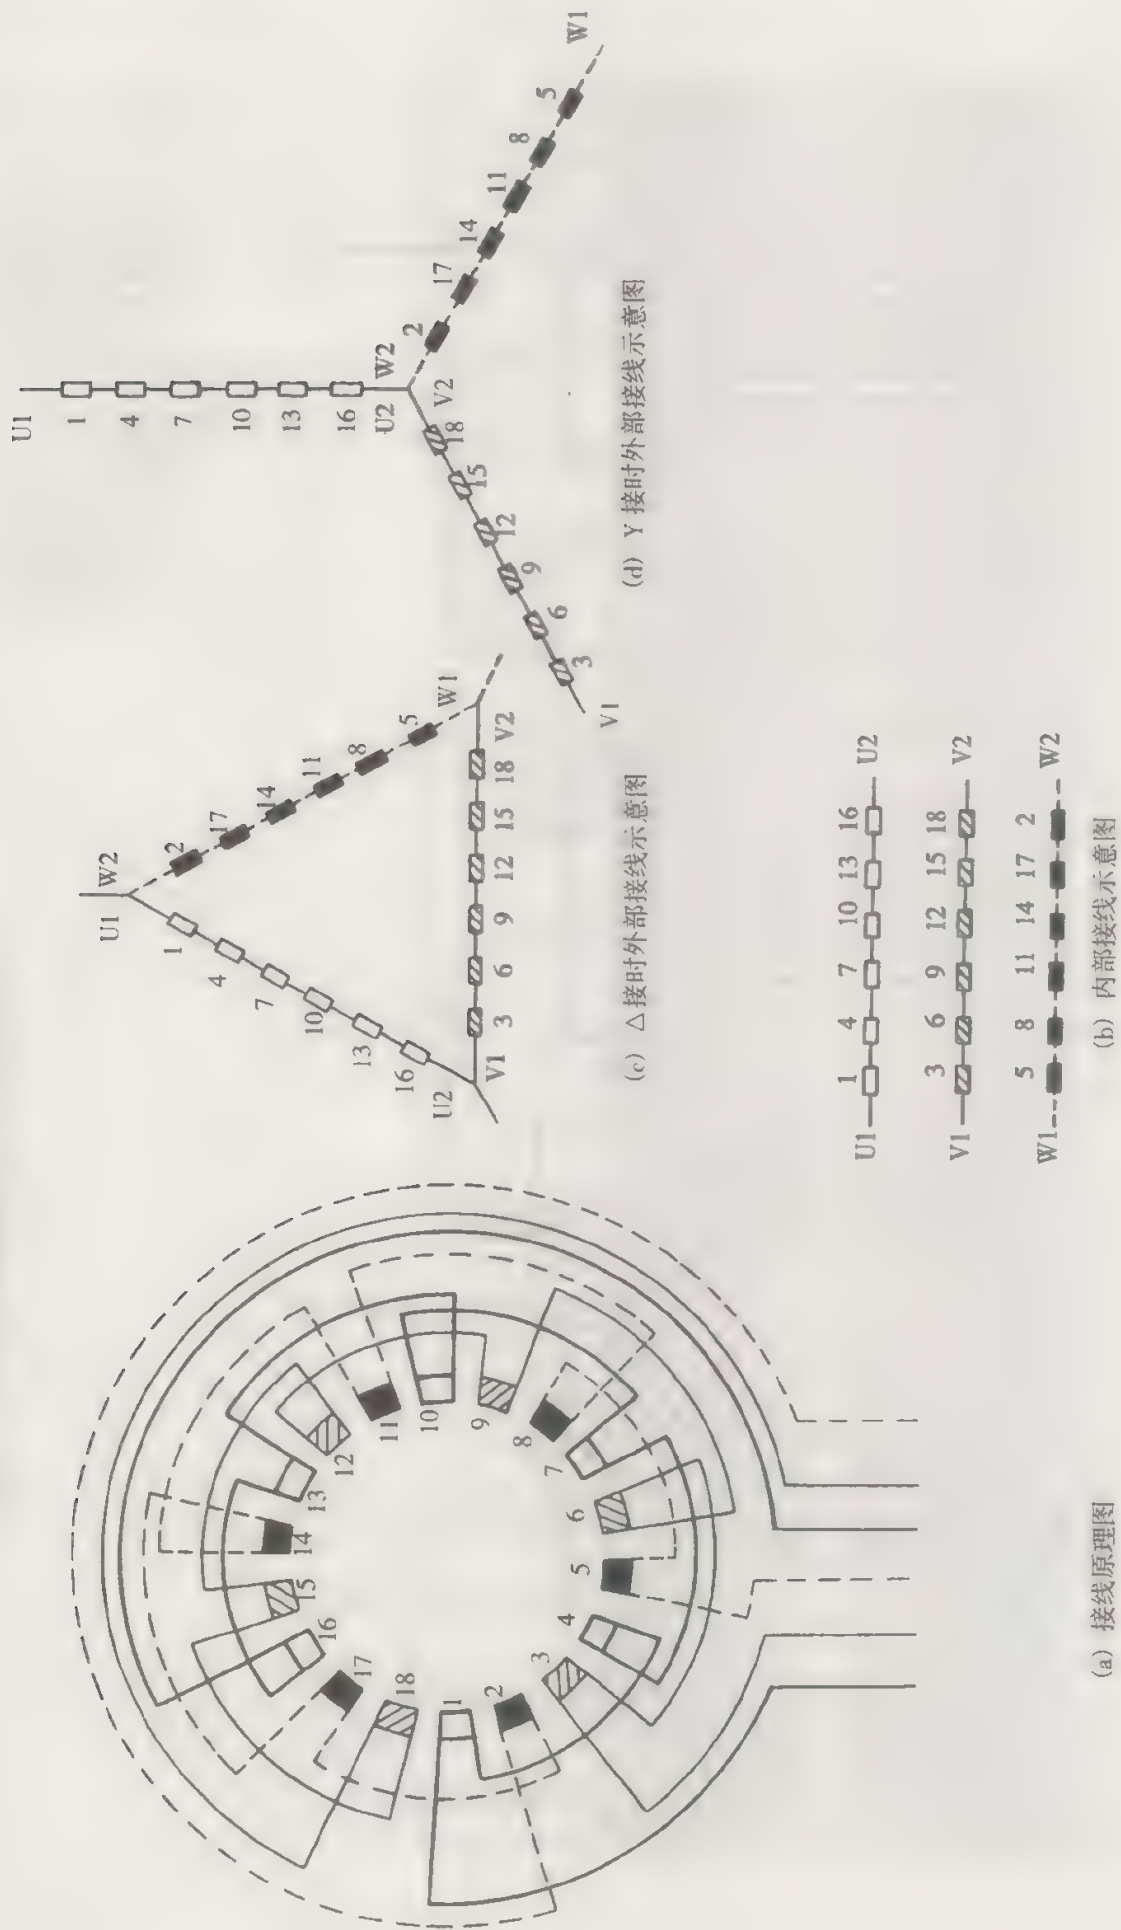 18
17
16
15
14
13
12
11
10
9
8
7
6
5
4
3
2
1
(a) 接线原理图
U1 1 4 7 10 13 16 U2
V1 3 6 9 12 15 18 V2
W1 5 8 11 14 17 2 W2
(b) 内部接线示意图
U1 W2
1 4 7 10 13 16
2 17 14 11 8 5
U2 W1
V1 3 6 9 12 15 18 V2
(c) △接时外部接线示意图
U1
1
4
7
10
13
16
U2 W2
V2
2 17 14 11 8 5 W1
18 15 12 9 6 3 V1
(d) Y接时外部接线示意图